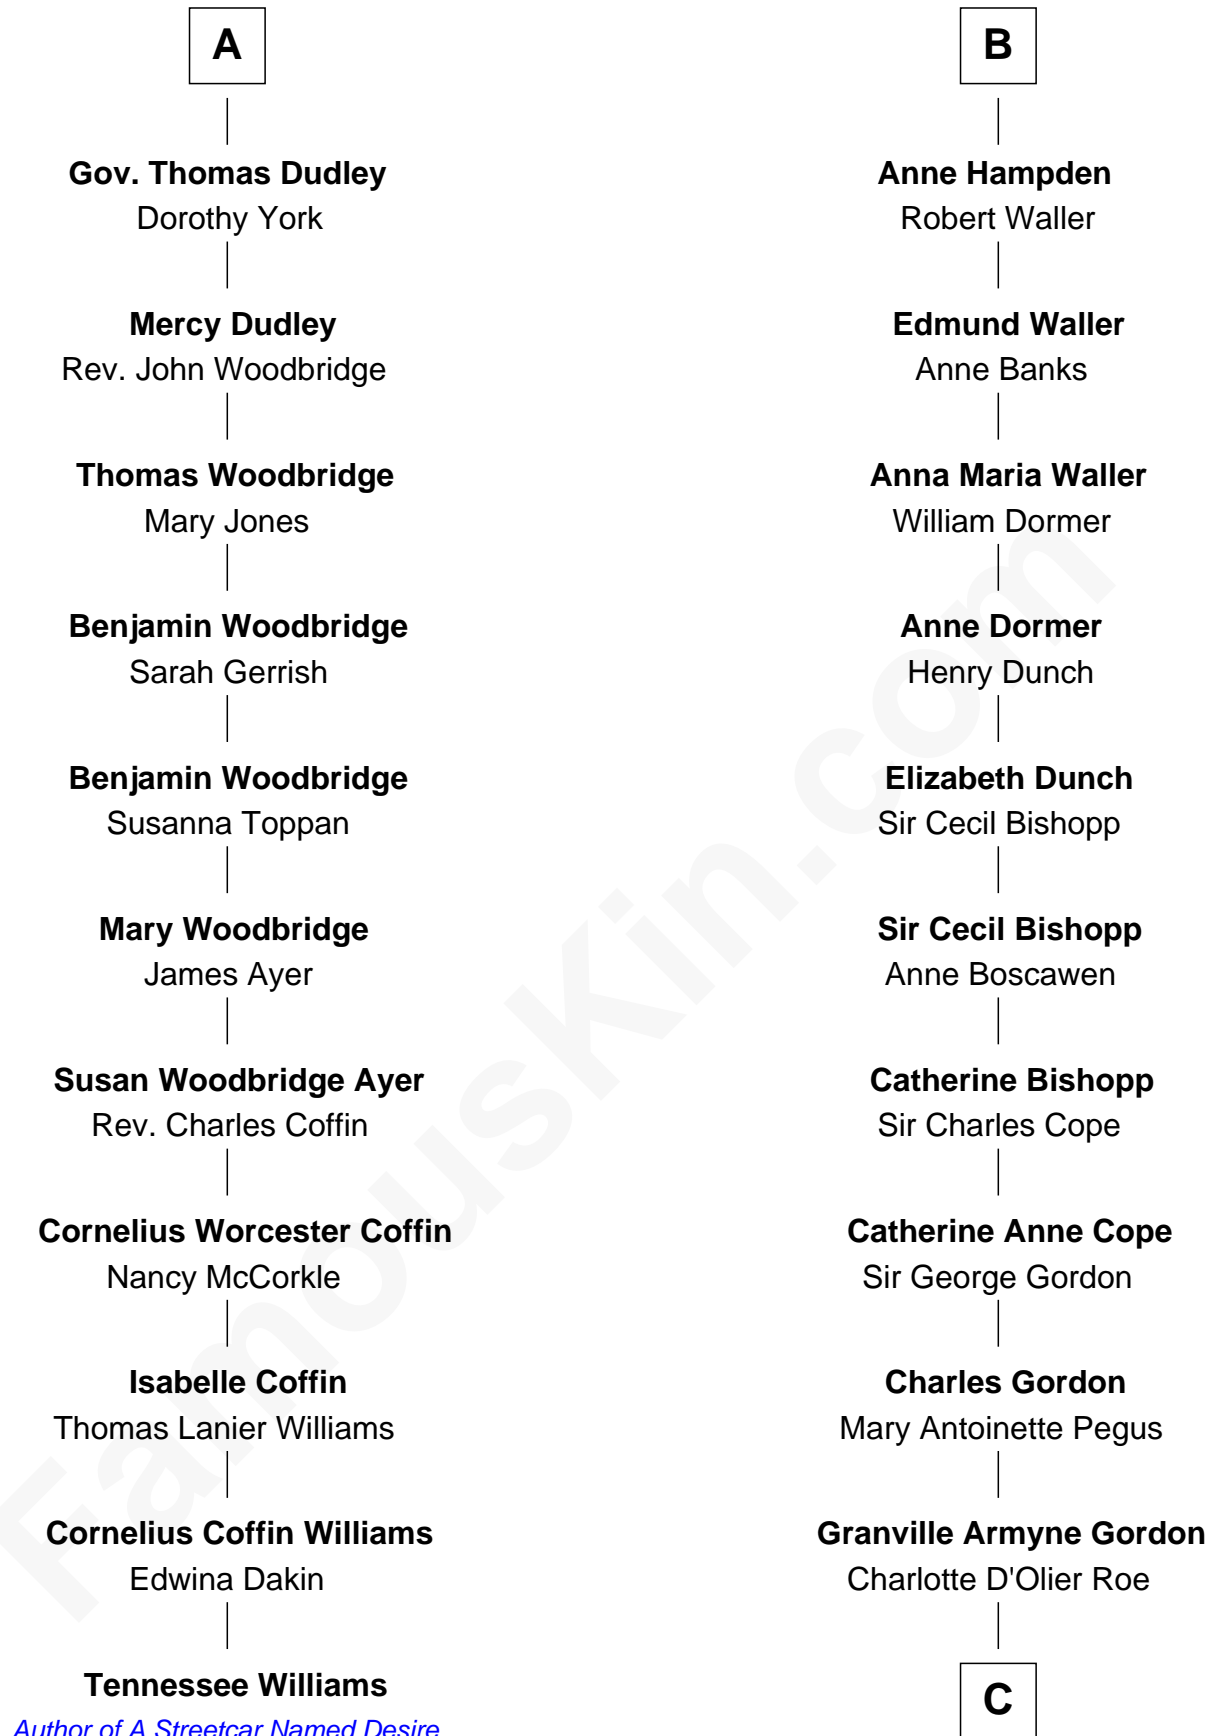 A
Gov. Thomas Dudley
Dorothy York
Mercy Dudley
Rev. John Woodbridge
Thomas Woodbridge
Mary Jones
Benjamin Woodbridge
Sarah Gerrish
Benjamin Woodbridge
Susanna Toppan
Mary Woodbridge
James Ayer
Susan Woodbridge Ayer
Rev. Charles Coffin
Cornelius Worcester Coffin
Nancy McCorkle
Isabelle Coffin
Thomas Lanier Williams
Cornelius Coffin Williams
Edwina Dakin
Tennessee Williams
Author of A Streetcar Named Desire
B
Anne Hampden
Robert Waller
Edmund Waller
Anne Banks
Anna Maria Waller
William Dormer
Anne Dormer
Henry Dunch
Elizabeth Dunch
Sir Cecil Bishopp
Sir Cecil Bishopp
Anne Boscawen
Catherine Bishopp
Sir Charles Cope
Catherine Anne Cope
Sir George Gordon
Charles Gordon
Mary Antoinette Pegus
Granville Armyne Gordon
Charlotte D'Olier Roe
C
FamousKin.com